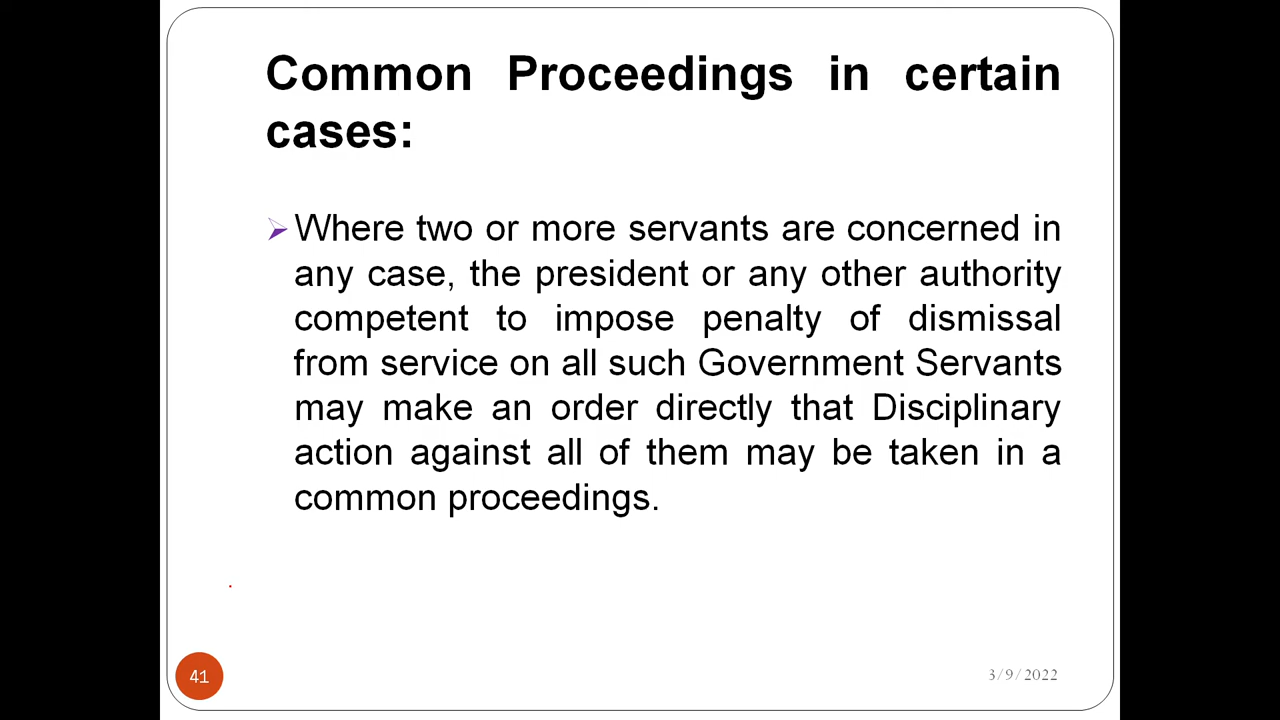 Common Proceedings in certain
cases:
Where two or more servants are concerned in
any case, the president or any other authority
competent to impose penalty of dismissal
from service on all such Government Servants
may make an order directly that Disciplinary
action against all of them may be taken in a
common proceedings.
41
3/9/2022